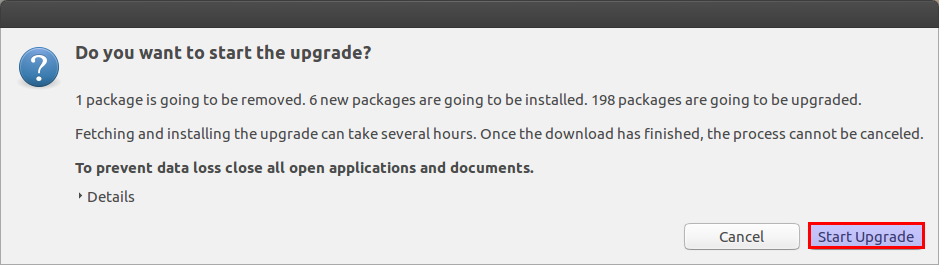 Do you want to start the upgrade?
1 package is going to be removed. 6 new packages are going to be installed. 198 packages are going to be upgraded.
Fetching and installing the upgrade can take several hours. Once the download has finished, the process cannot be canceled.
To prevent data loss close all open applications and documents.
Details
Cancel
Start Upgrade